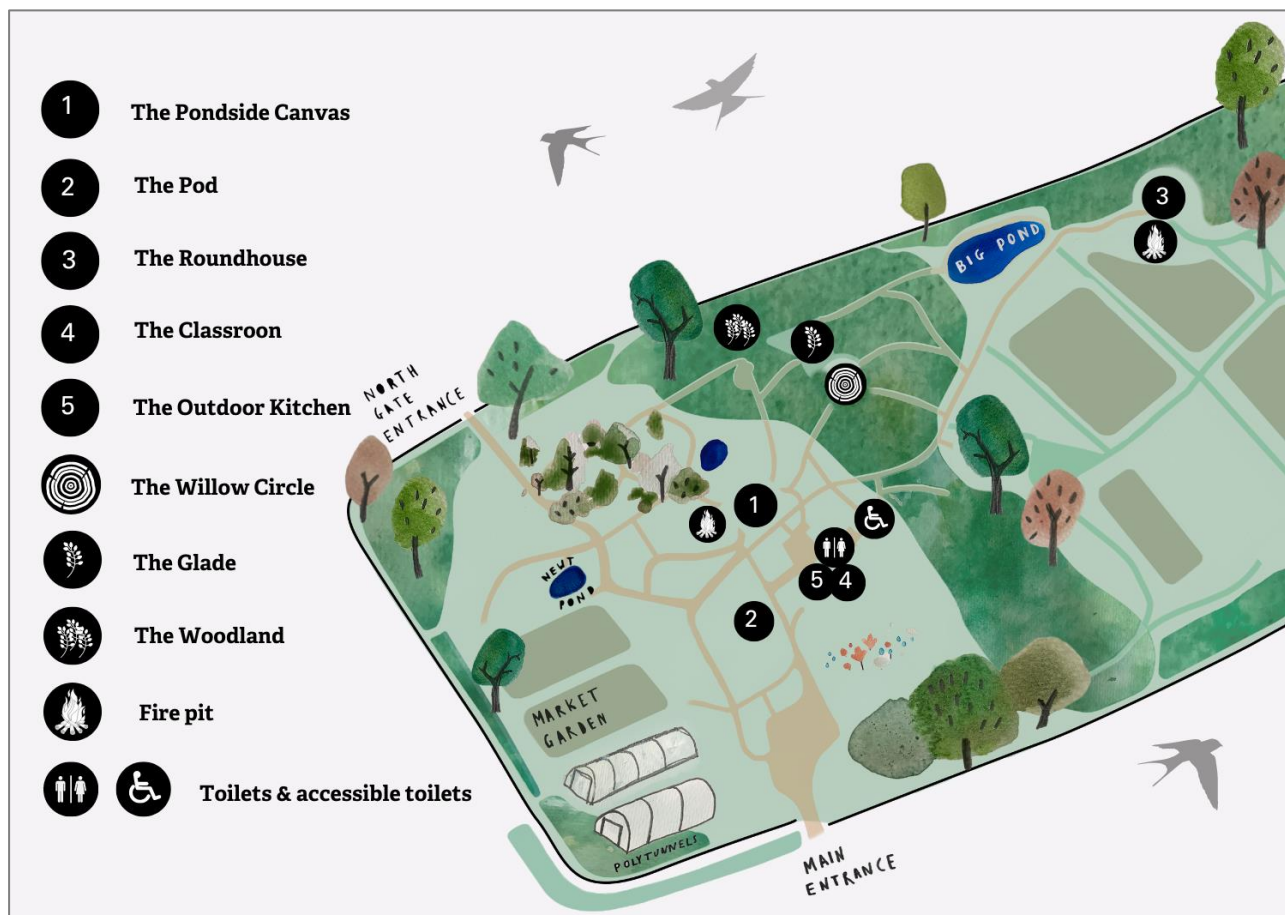 1 The Pondside Canvas
2 The Pod
3 The Roundhouse
4 The Classroon
5 The Outdoor Kitchen
The Willow Circle
The Glade
The Woodland
Fire pit
Toilets & accessible toilets
NORTH
GATE
ENTRANCE
BIG POND
3
1
5 4
2
NEWT
POND
MARKET
GARDEN
POLYTUNNELS
MAIN
ENTRANCE